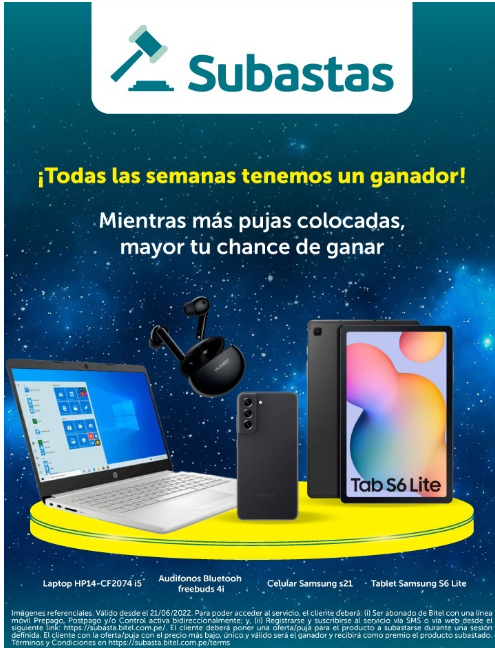 Subastas
¡Todas las semanas tenemos un ganador!
Mientras más pujas colocadas,
mayor tu chance de ganar
HUAWEI
Tab S6 Lite
Laptop HP14-CF2074 i5
Audifonos Bluetooh
freebuds 4i
Celular Samsung s21
Tablet Samsung S6 Lite
Imágenes referenciales. Válido desde el 21/06/2022. Para poder acceder al servicio, el cliente deberá: (i) Ser abonado de Bitel con una línea
móvil Prepago, Postpago y/o Control activa bidireccionalmente; y, (ii) Registrarse y suscribirse al servicio vía SMS o vía web desde el
siguiente link: https://subasta.bitel.com.pe/. El cliente deberá poner una oferta/puja para el producto a subastarse durante una sesión
definida. El cliente con la oferta/puja con el precio más bajo, único y válido será el ganador y recibirá como premio el producto subastado.
Términos y Condiciones en https://subasta.bitel.com.pe/terms